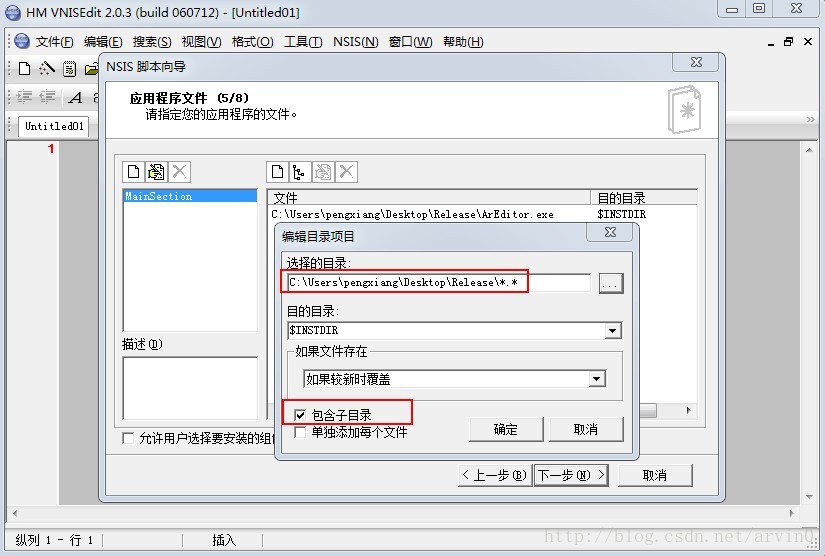 HM VNISEdit 2.0.3 (build 060712) - [Untitled01]
文件(F) 编辑(E) 搜索(S) 视图(V) 格式(O) 工具(T) NSIS(N) 窗口(W) 帮助(H)
NSIS 脚本向导
应用程序文件 (5/8)
请指定您的应用程序的文件。
A
Untitled01
1
MainSection
文件 目的目录
C:\Users\pengxiang\Desktop\Release\ArEditor.exe $INSTDIR
编辑目录项目
选择的目录:
C:\Users\pengxiang\Desktop\Release\*.*
...
目的目录:
$INSTDIR
如果文件存在
如果较新时覆盖
包含子目录
单独添加每个文件
确定 取消
描述(D)
允许用户选择要安装的组
< 上一步(B) 下一步(N) > 取消
纵列 1 - 行 1 插入
http://blog.csdn.net/arvin0